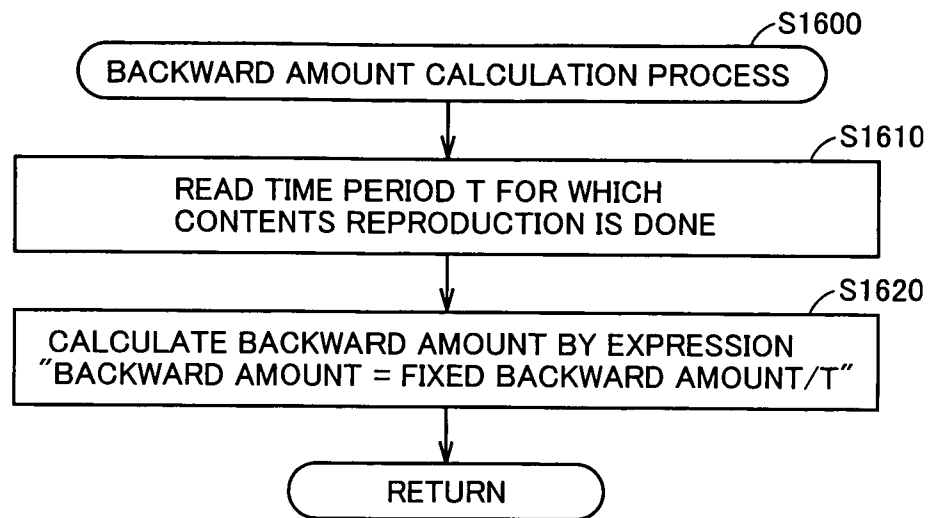 S1600
BACKWARD AMOUNT CALCULATION PROCESS
S1610
READ TIME PERIOD T FOR WHICH
CONTENTS REPRODUCTION IS DONE
S1620
CALCULATE BACKWARD AMOUNT BY EXPRESSION
"BACKWARD AMOUNT = FIXED BACKWARD AMOUNT/T"
RETURN